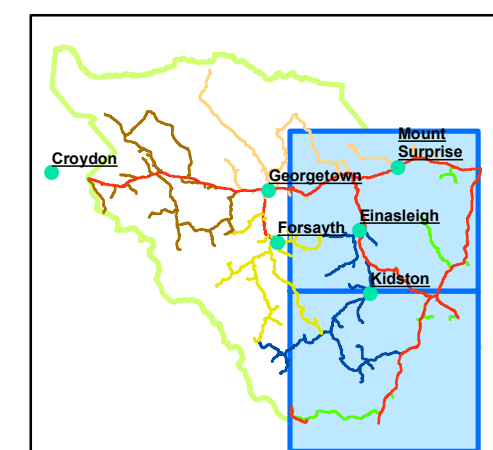 Mount
Surprise
Croydon
Georgetown
Forsayth
Einasleigh
Kidston